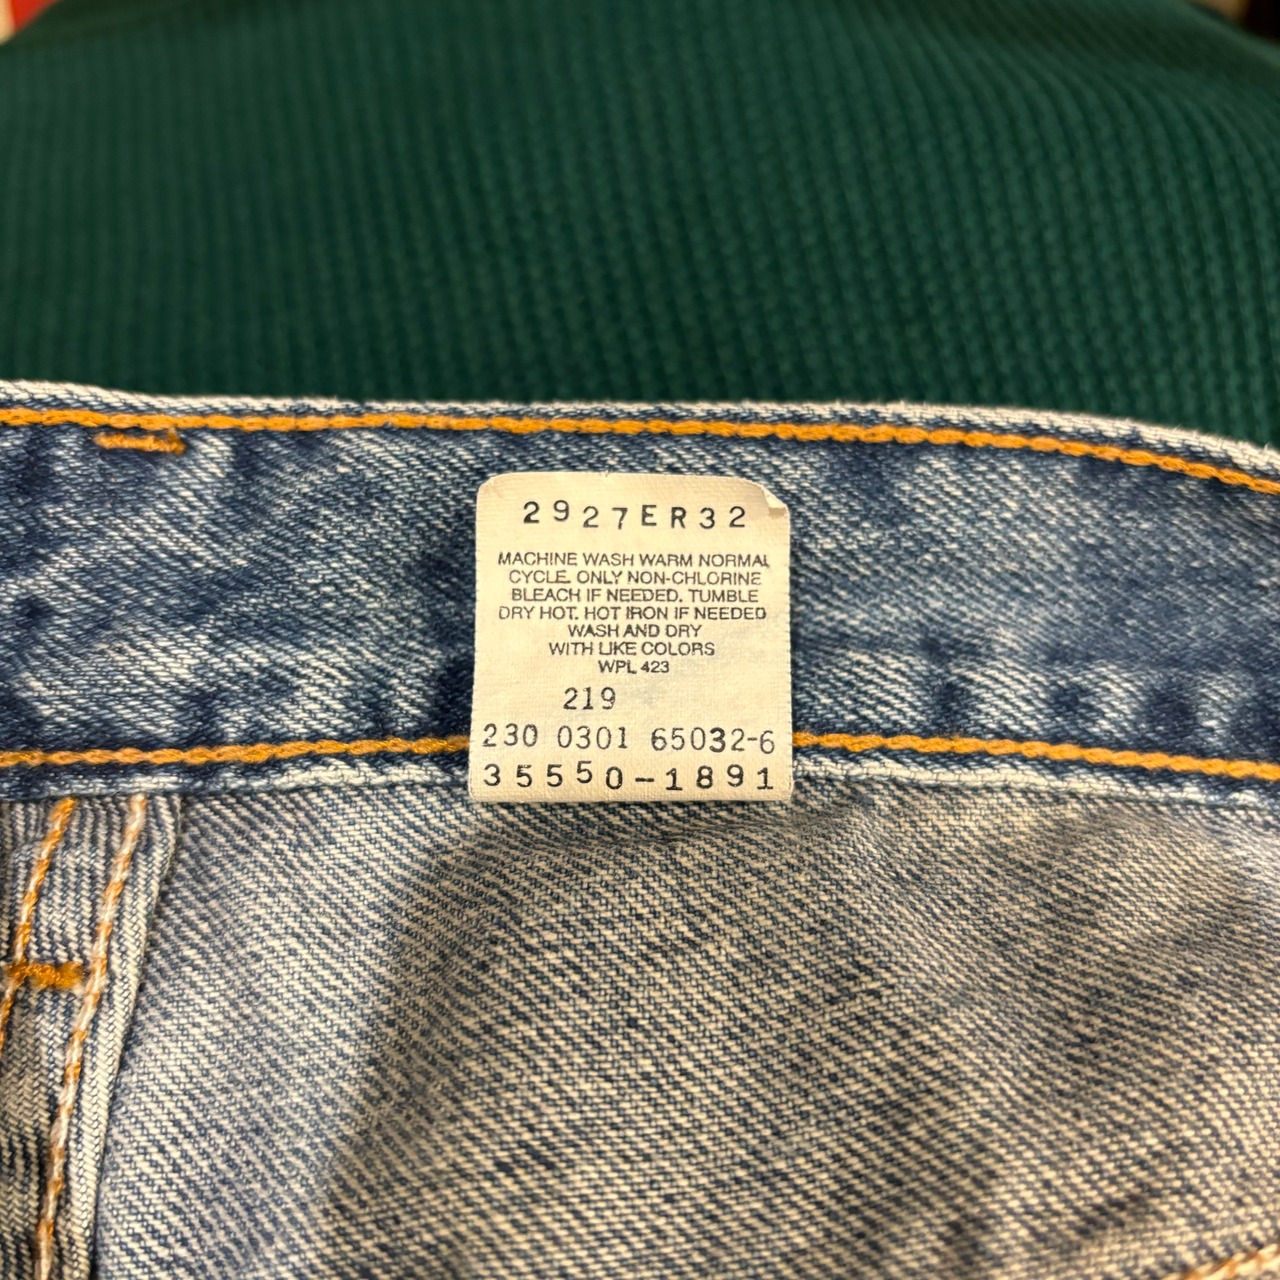 2927ER32
MACHINE WASH WARM NORMAL
CYCLE. ONLY NON-CHLORINE
BLEACH IF NEEDED. TUMBLE
DRY HOT. HOT IRON IF NEEDED
WASH AND DRY
WITH LIKE COLORS
WPL 423
219
230 0301 65032-6
35550-1891